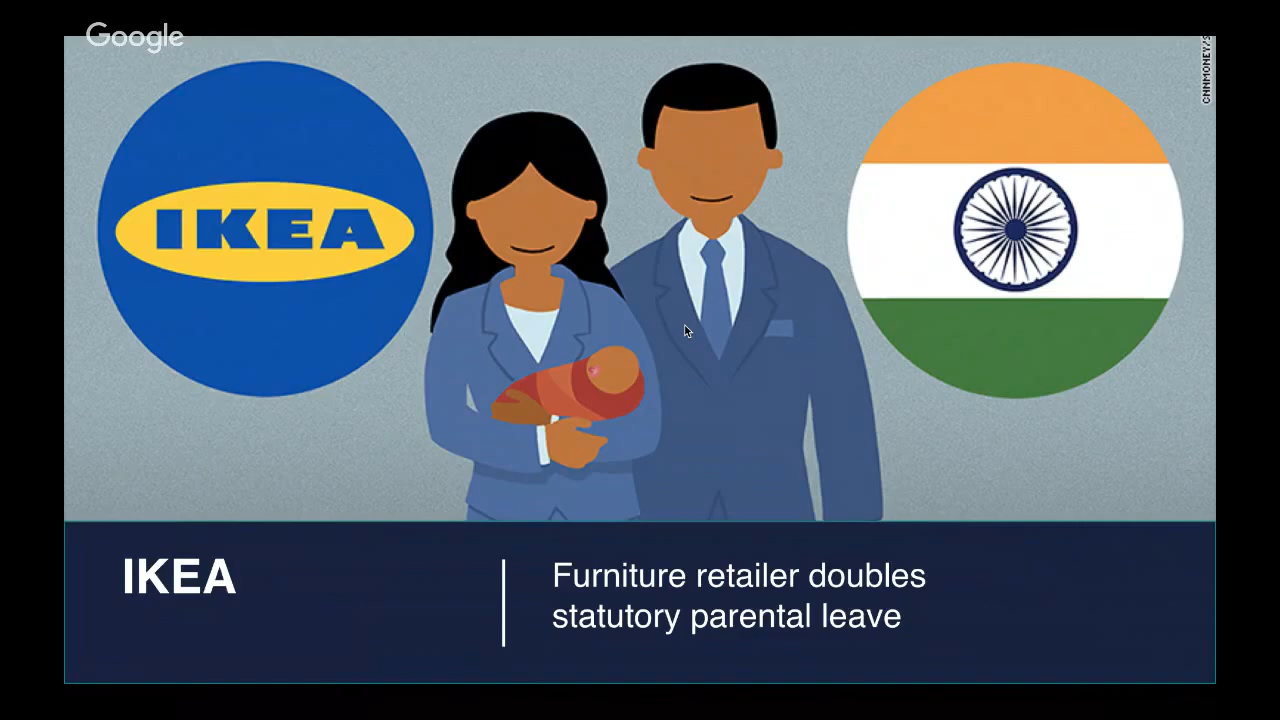 Google
CNNMONEY/S
IKEA
IKEA
Furniture retailer doubles
statutory parental leave